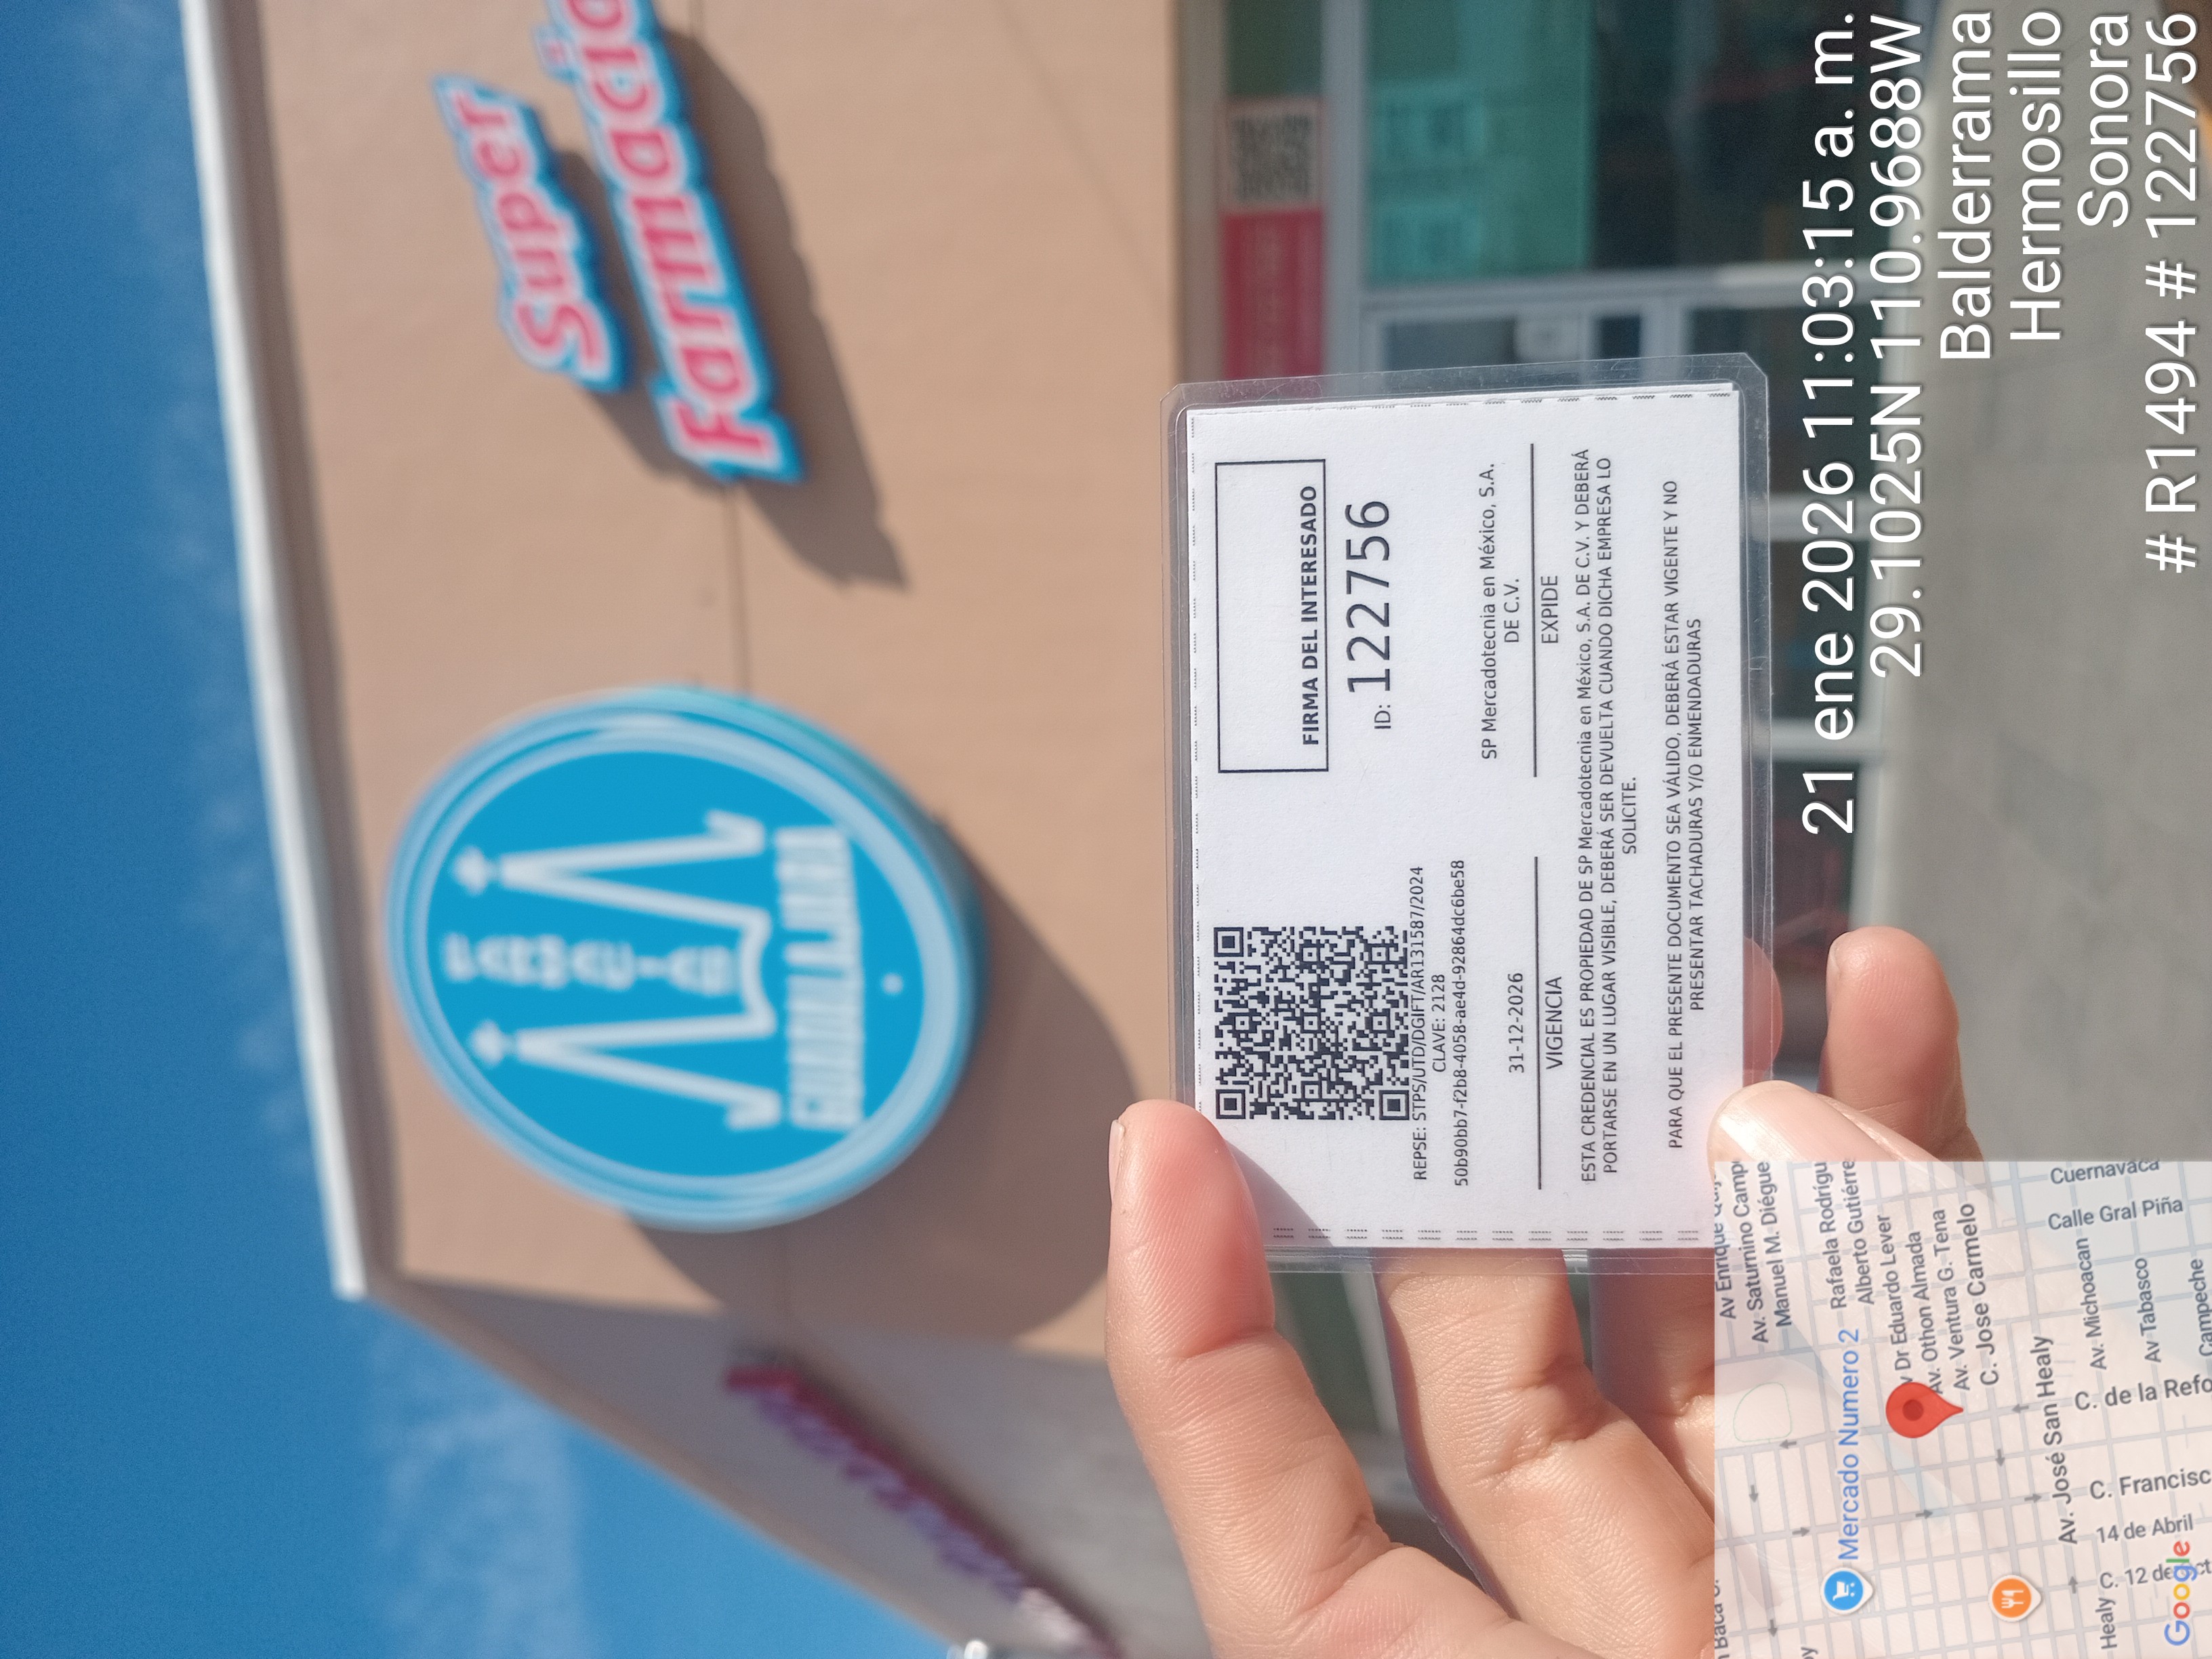 Super
Farmacia
FARMACIAS
GUADALAJARA
FIRMA DEL INTERESADO
ID: 122756
REPSE: STPS/UTD/DGIFT/AR131587/2024
CLAVE: 2128
50b90bb7-f2b8-4058-ae4d-92864dc6be58
31-12-2026
VIGENCIA
SP Mercadotecnia en México, S.A.
DE C.V.
EXPIDE
ESTA CREDENCIAL ES PROPIEDAD DE SP Mercadotecnia en México, S.A. DE C.V. Y DEBERÁ
PORTARSE EN UN LUGAR VISIBLE, DEBERÁ SER DEVUELTA CUANDO DICHA EMPRESA LO
SOLICITE.
PARA QUE EL PRESENTE DOCUMENTO SEA VÁLIDO, DEBERÁ ESTAR VIGENTE Y NO
PRESENTAR TACHADURAS Y/O ENMENDADURAS
21 ene 2026 11:03:15 a. m.
29.1025N 110.9688W
Balderrama
Hermosillo
Sonora
# R1494 # 122756
Av Enrique
Av. Saturnino Camp
Manuel M. Diégue
Mercado Numero 2
Rafaela Rodrígu
Alberto Gutiérre
Dr Eduardo Lever
Av. Othon Almada
Av. Ventura G. Tena
C. Jose Carmelo
Av. José San Healy
Cuernavaca
Calle Gral Piña
Av. Michoacan
Av Tabasco
Campeche
C. de la Refo
C. Francisc
14 de Abril
C. 12 de
Healy
Google